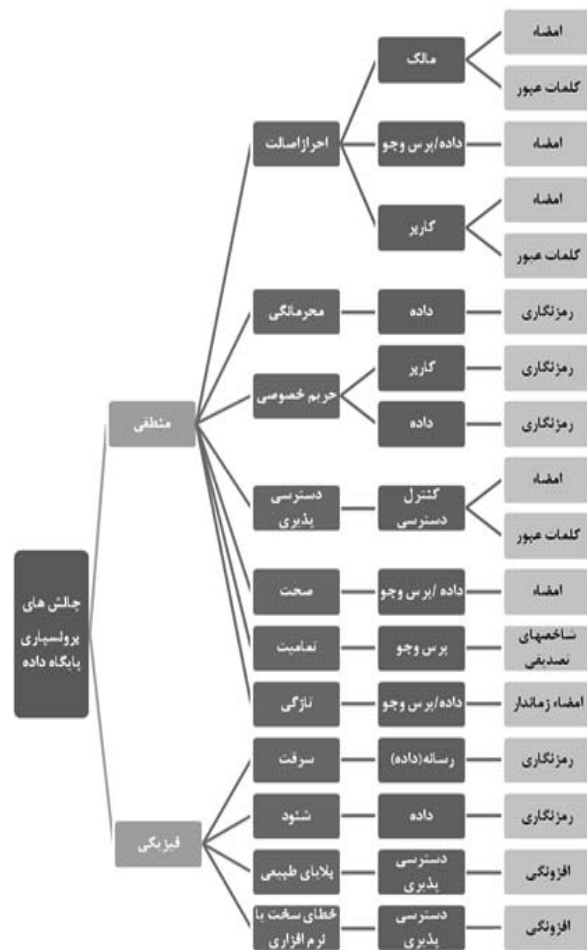 چالش های
برونسپاری
پایگاه داده
منطقی
احراز اصالت
مالک
امضاء
کلمات عبور
داده/پرس وجو
امضاء
کاربر
امضاء
کلمات عبور
محرمانگی
داده
رمزنگاری
حریم خصوصی
کاربر
رمزنگاری
داده
رمزنگاری
دسترسی
پذیری
کنترل
دسترسی
امضاء
کلمات عبور
صحت
داده /پرس وجو
امضاء
تمامیت
پرس وجو
شاخصهای
تصدیقی
تازگی
داده/پرس وجو
امضاء زماندار
فیزیکی
سرقت
رسانه(داده)
رمزنگاری
شنود
داده
رمزنگاری
بلایای طبیعی
دسترسی
پذیری
افزونگی
خطای سخت یا
نرم افزاری
دسترسی
پذیری
افزونگی